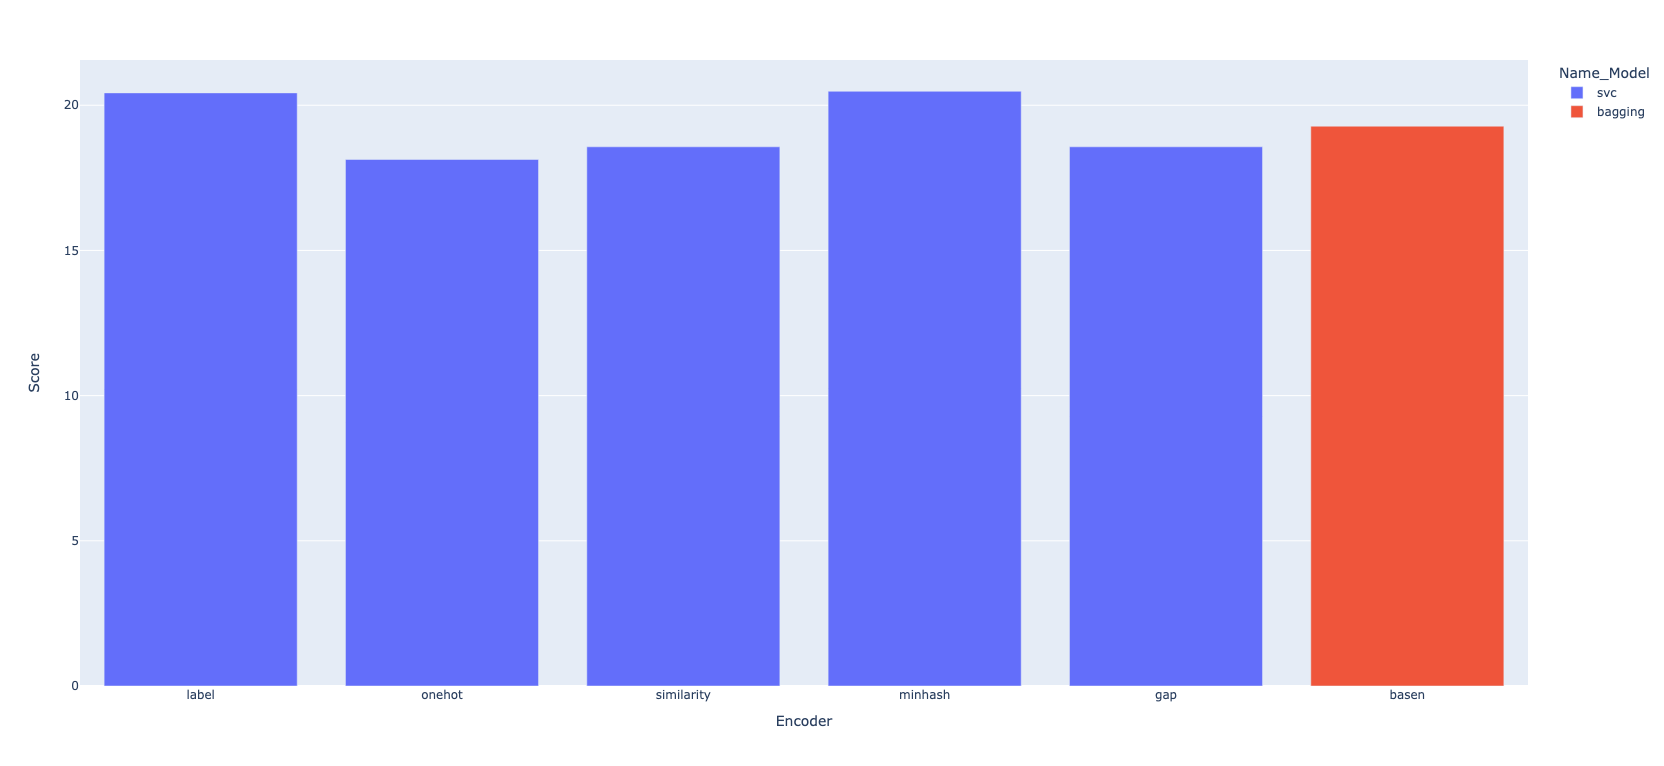 Name_Model
svc
bagging
20
15
10
5
0
Score
label onehot similarity minhash gap basen
Encoder